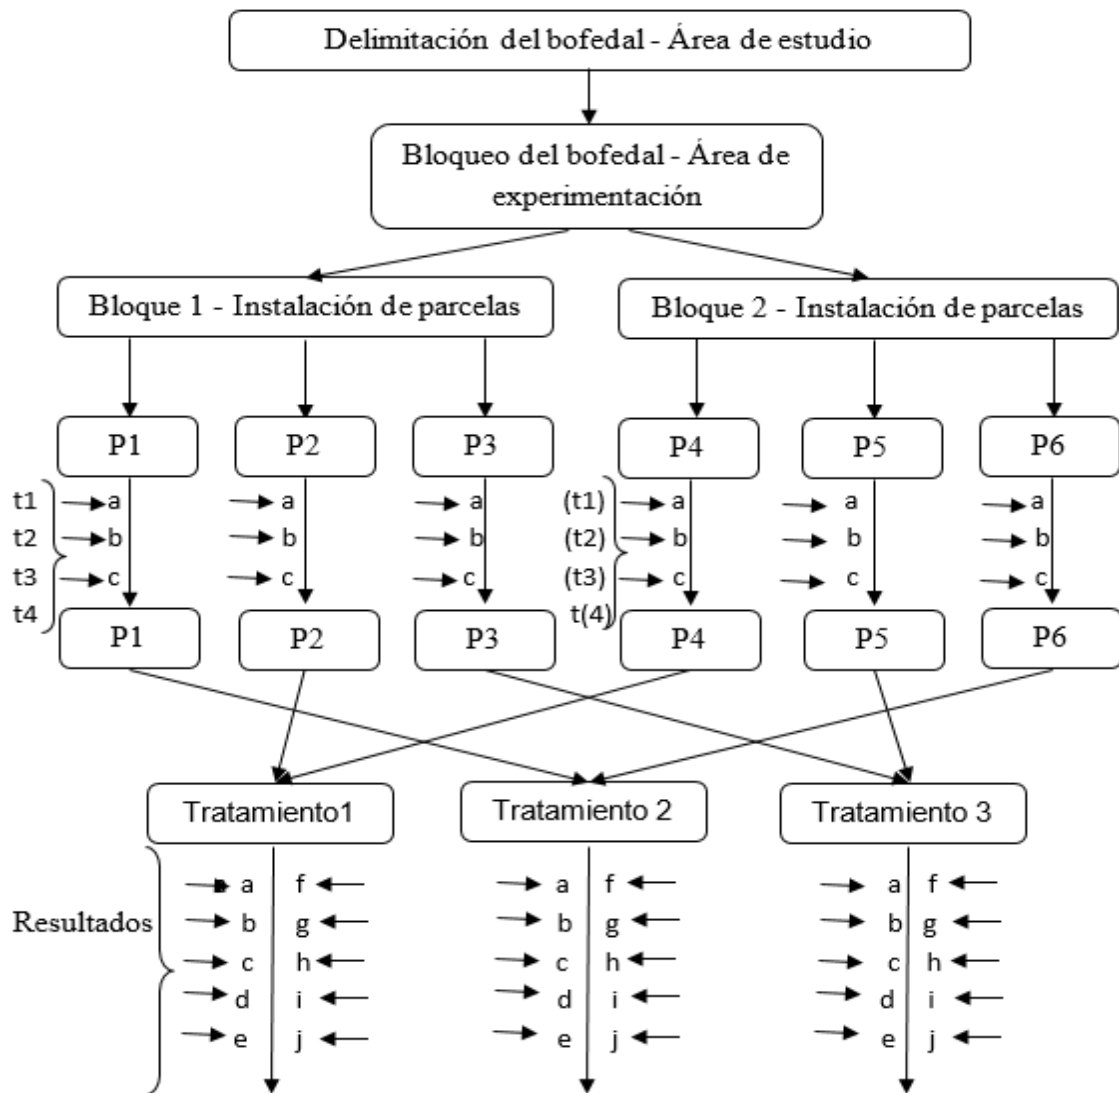 Delimitación del bofedal - Área de estudio
Bloqueo del bofedal - Área de
experimentación
Bloque 1 - Instalación de parcelas
Bloque 2 - Instalación de parcelas
P1 P2 P3 P4 P5 P6
t1 a a a (t1) a a a
t2 b b b (t2) b b b
t3 c c c (t3) c c c
t4 t(4)
P1 P2 P3 P4 P5 P6
Tratamiento1 Tratamiento 2 Tratamiento 3
a f a f a f
Resultados b g b g b g
c h c h c h
d i d i d i
e j e j e j